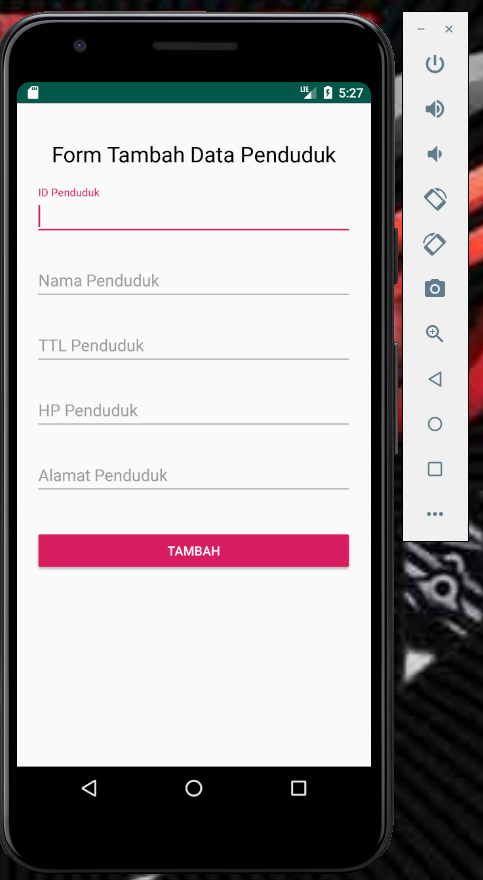 LTE 5:27
Form Tambah Data Penduduk
ID Penduduk
Nama Penduduk
TTL Penduduk
HP Penduduk
Alamat Penduduk
TAMBAH